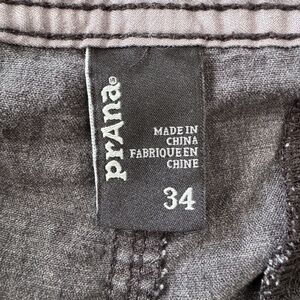 prAna®
MADE IN
CHINA
FABRIQUE EN
CHINE
34